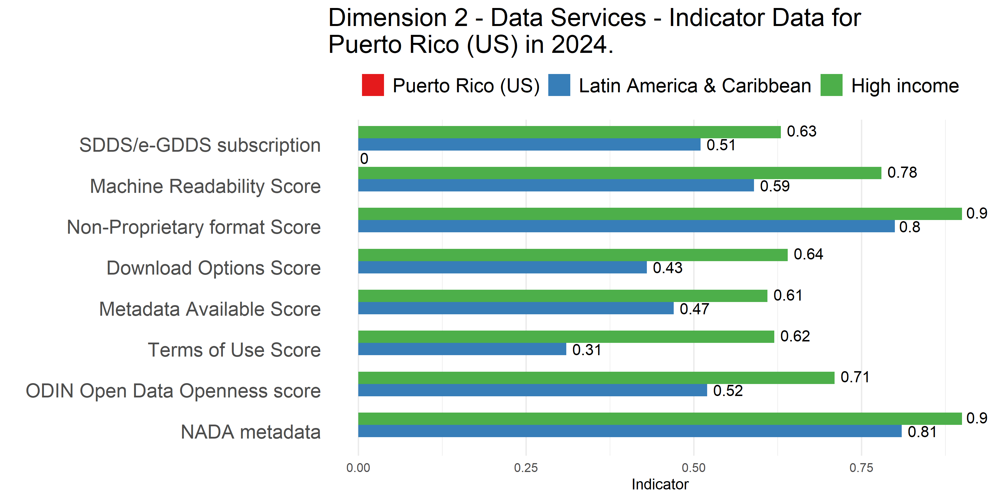 Dimension 2 - Data Services - Indicator Data for
Puerto Rico (US) in 2024.
Puerto Rico (US) Latin America & Caribbean High income
SDDS/e-GDDS subscription
0.63
0.51
0
Machine Readability Score
0.78
0.59
Non-Proprietary format Score
0.9
0.8
Download Options Score
0.64
0.43
Metadata Available Score
0.61
0.47
Terms of Use Score
0.62
0.31
ODIN Open Data Openness score
0.71
0.52
NADA metadata
0.9
0.81
0.00 0.25 0.50 0.75
Indicator